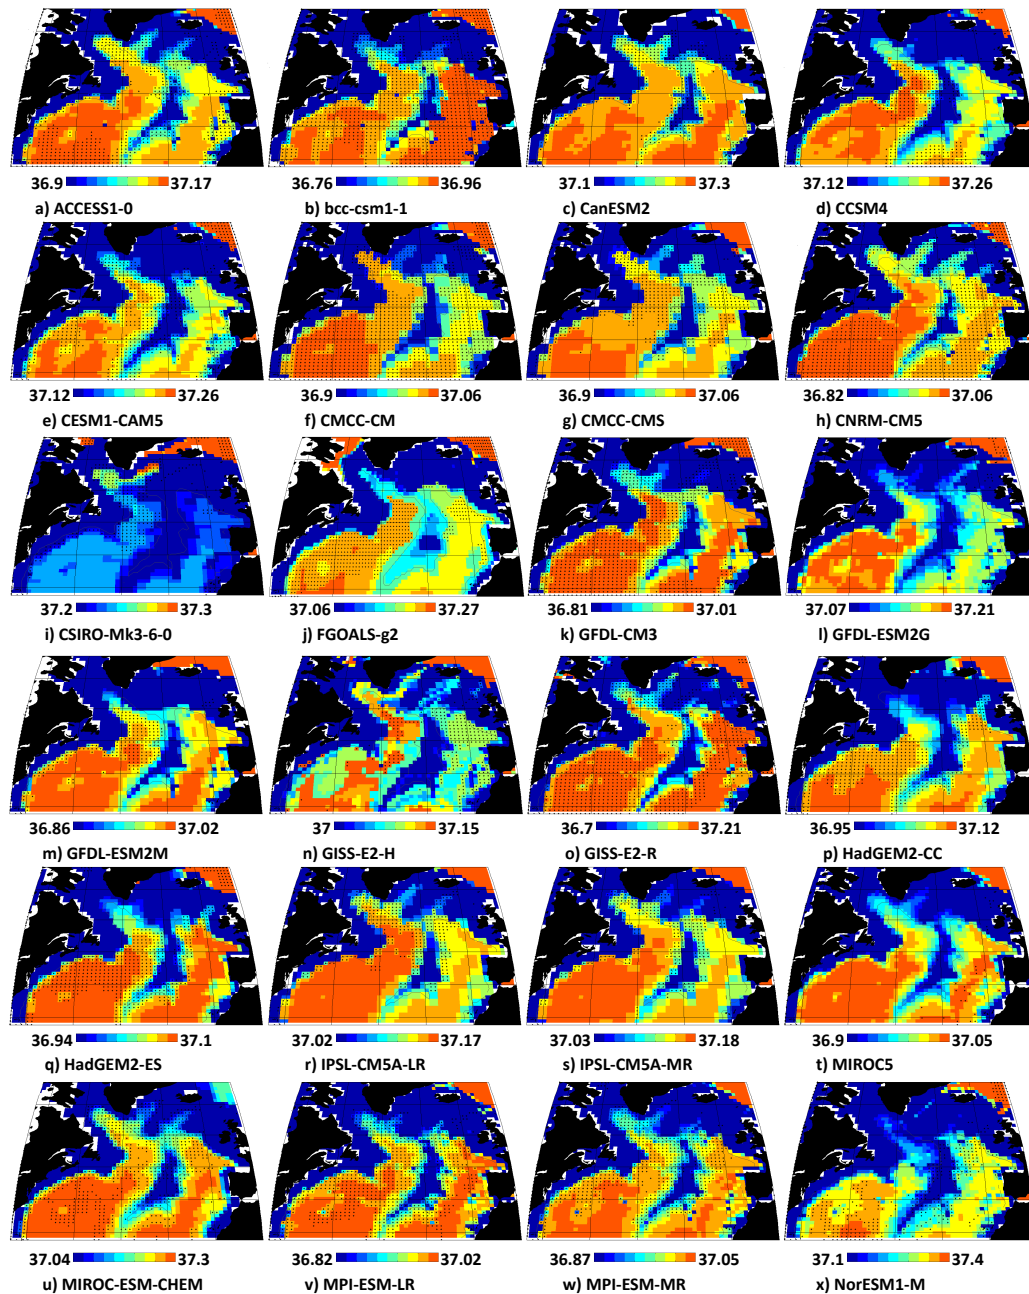 36.9 37.17 36.76 36.96 37.1 37.3 37.12 37.26
a) ACCESS1-0 b) bcc-csm1-1 c) CanESM2 d) CCSM4
37.12 37.26 36.9 37.06 36.9 37.06 36.82 37.06
e) CESM1-CAM5 f) CMCC-CM g) CMCC-CMS h) CNRM-CM5
37.2 37.3 37.06 37.27 36.81 37.01 37.07 37.21
i) CSIRO-Mk3-6-0 j) FGOALS-g2 k) GFDL-CM3 l) GFDL-ESM2G
36.86 37.02 37 37.15 36.7 37.21 36.95 37.12
m) GFDL-ESM2M n) GISS-E2-H o) GISS-E2-R p) HadGEM2-CC
36.94 37.1 37.02 37.17 37.03 37.18 36.9 37.05
q) HadGEM2-ES r) IPSL-CM5A-LR s) IPSL-CM5A-MR t) MIROC5
37.04 37.3 36.82 37.02 36.87 37.05 37.1 37.4
u) MIROC-ESM-CHEM v) MPI-ESM-LR w) MPI-ESM-MR x) NorESM1-M